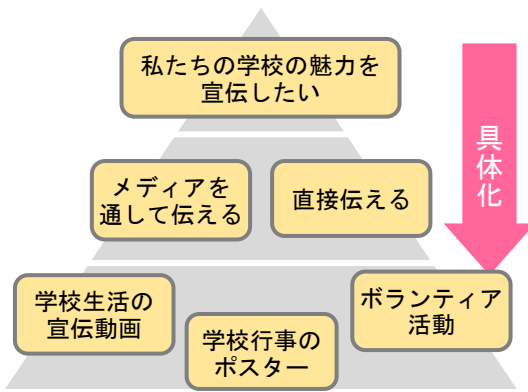 私たちの学校の魅力を
宣伝したい
具体化
メディアを
通して伝える
直接伝える
学校生活の
宣伝動画
学校行事の
ポスター
ボランティア
活動